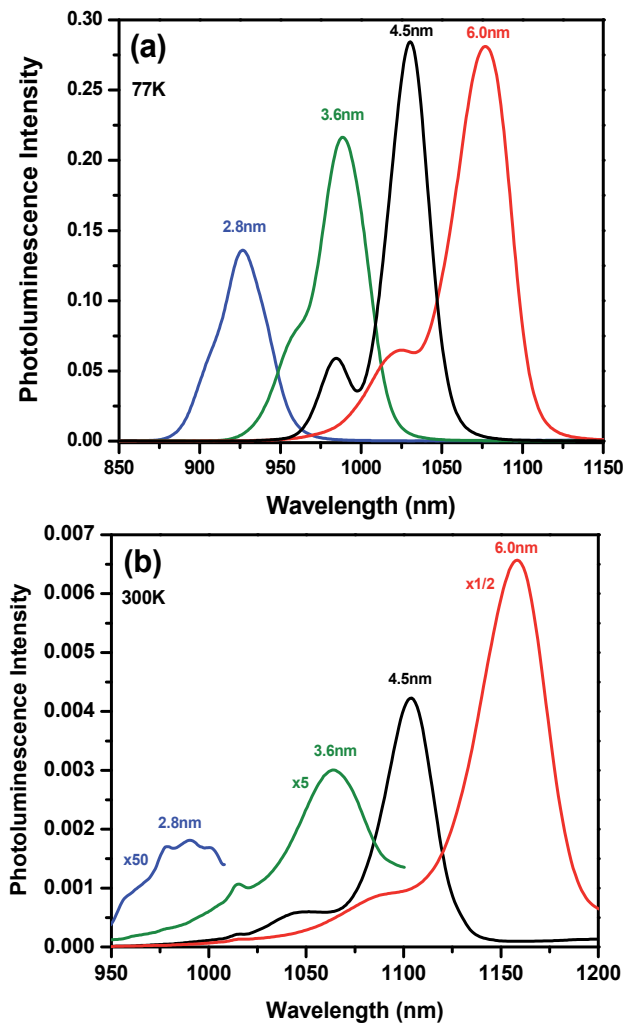 (a)
77K
2.8nm
3.6nm
4.5nm
6.0nm
Photoluminescence Intensity
0.30
0.25
0.20
0.15
0.10
0.05
0.00
850 900 950 1000 1050 1100 1150
Wavelength (nm)
(b)
300K
x50
2.8nm
x5
3.6nm
4.5nm
6.0nm
x1/2
Photoluminescence Intensity
0.007
0.006
0.005
0.004
0.003
0.002
0.001
0.000
950 1000 1050 1100 1150 1200
Wavelength (nm)